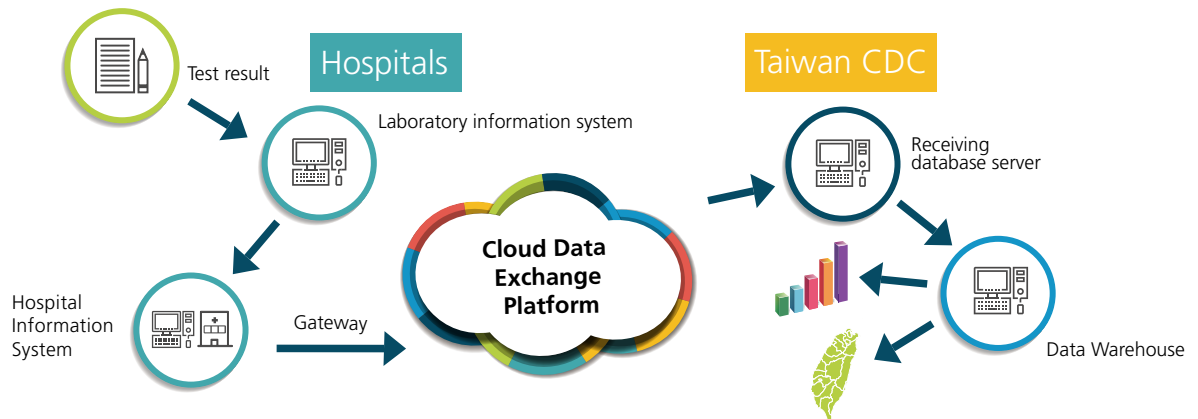 Hospitals
Taiwan CDC
Test result
Laboratory information system
Hospital
Information
System
Gateway
Cloud Data
Exchange
Platform
Receiving
database server
Data Warehouse